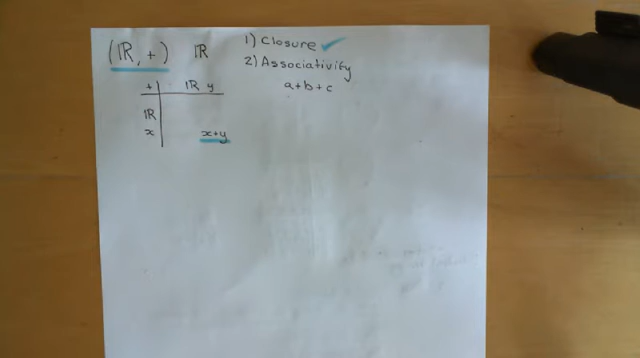 (ℝ, +) ℝ
+ ℝ y
ℝ
x x+y
1) Closure ✓
2) Associativity
a+b+c